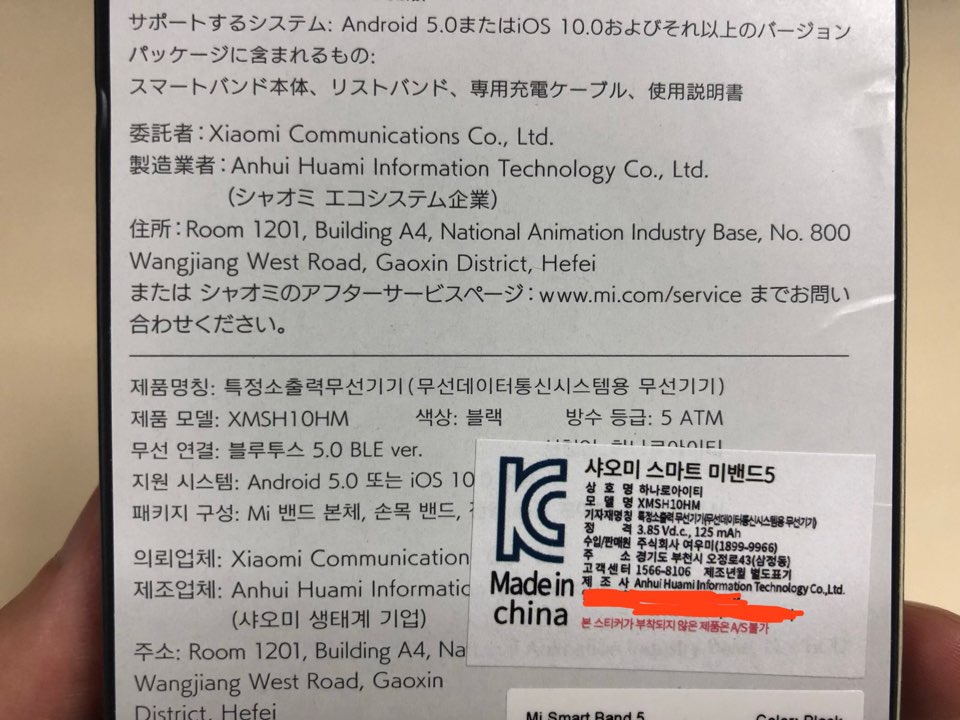 サポートするシステム: Android 5.0またはiOS 10.0およびそれ以上のバージョン
パッケージに含まれるもの:
スマートバンド本体、リストバンド、専用充電ケーブル、使用説明書
委託者：Xiaomi Communications Co., Ltd.
製造業者：Anhui Huami Information Technology Co., Ltd.
(シャオミ エコシステム企業)
住所：Room 1201, Building A4, National Animation Industry Base, No. 800
Wangjiang West Road, Gaoxin District, Hefei
または シャオミのアフターサービスページ：www.mi.com/service までお問い
合わせください。
제품명칭: 특정소출력무선기기(무선데이터통신시스템용 무선기기)
제품 모델: XMSH10HM 색상: 블랙 방수 등급: 5 ATM
무선 연결: 블루투스 5.0 BLE ver. 하나로아이티
지원 시스템: Android 5.0 또는 iOS 10
패키지 구성: Mi 밴드 본체, 손목 밴드,
의뢰업체: Xiaomi Communication
제조업체: Anhui Huami Informatic
(샤오미 생태계 기업)
주소: Room 1201, Building A4, Na
Wangjiang West Road, Gaoxin
District, Hefei
KC
Made in
china
샤오미 스마트 미밴드5
상 호 명 하나로아이티
모 델 명 XMSH10HM
기자재명칭 특정소출력 무선기기(무선데이터통신시스템용 무선기기)
정 격 3.85 Vd.c., 125 mAh
수입/판매원 주식회사 여우미(1899-9966)
주 소 경기도 부천시 오정로43(삼정동)
고객센터 1566-8106 제조년월 별도표기
제 조 사 Anhui Huami Information Technology Co.,Ltd.
본 스티커가 부착되지 않은 제품은 A/S불가
Mi Smart Band 5 Color: Black